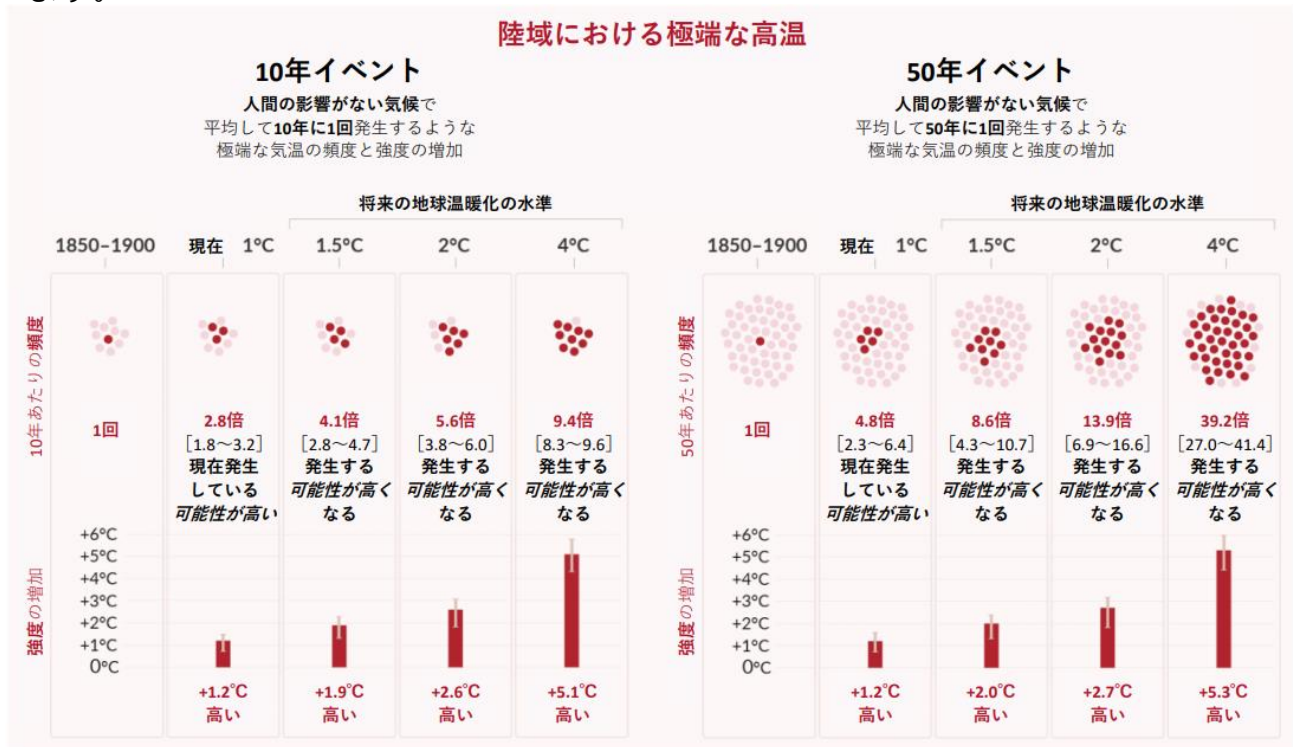 陸域における極端な高温
10年イベント
人間の影響がない気候で
平均して10年に1回発生するような
極端な気温の頻度と強度の増加
将来の地球温暖化の水準
1850–1900 現在 1°C 1.5°C 2°C 4°C
10年あたりの頻度
1回
2.8倍
[1.8~3.2]
現在発生
している
可能性が高い
4.1倍
[2.8~4.7]
発生する
可能性が高く
なる
5.6倍
[3.8~6.0]
発生する
可能性が高く
なる
9.4倍
[8.3~9.6]
発生する
可能性が高く
なる
強度の増加
+6°C
+5°C
+4°C
+3°C
+2°C
+1°C
0°C
+1.2℃
高い
+1.9℃
高い
+2.6℃
高い
+5.1℃
高い
50年イベント
人間の影響がない気候で
平均して50年に1回発生するような
極端な気温の頻度と強度の増加
将来の地球温暖化の水準
1850–1900 現在 1°C 1.5°C 2°C 4°C
50年あたりの頻度
1回
4.8倍
[2.3~6.4]
現在発生
している
可能性が高い
8.6倍
[4.3~10.7]
発生する
可能性が高く
なる
13.9倍
[6.9~16.6]
発生する
可能性が高く
なる
39.2倍
[27.0~41.4]
発生する
可能性が高く
なる
強度の増加
+6°C
+5°C
+4°C
+3°C
+2°C
+1°C
0°C
+1.2℃
高い
+2.0℃
高い
+2.7℃
高い
+5.3℃
高い